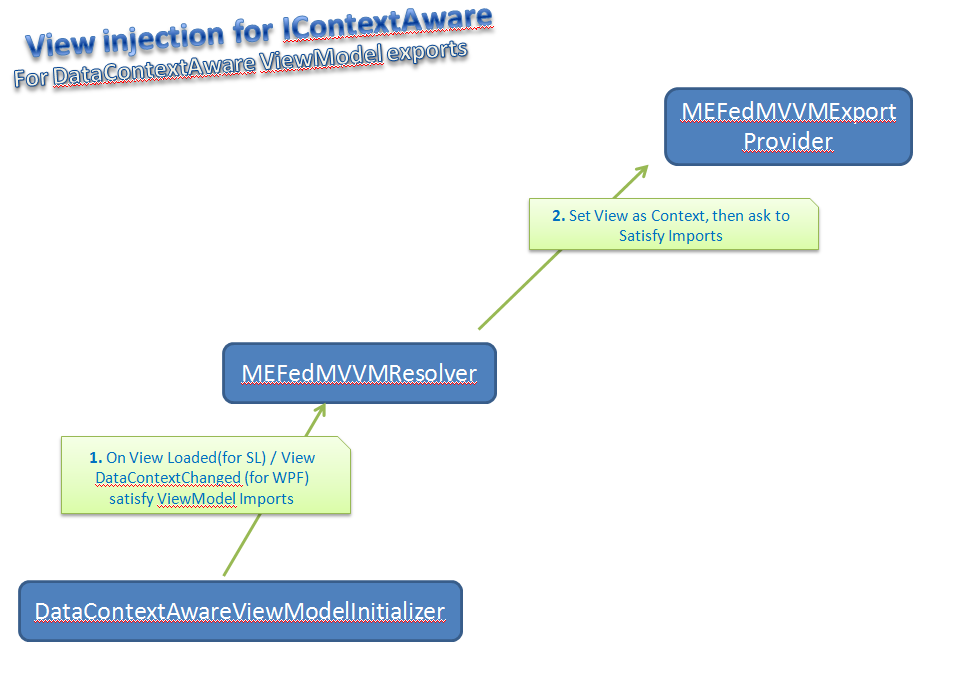 View injection for IContextAware
For DataContextAware ViewModel exports
MEFedMVVMExport
Provider
2. Set View as Context, then ask to
Satisfy Imports
MEFedMVVMResolver
1. On View Loaded(for SL) / View
DataContextChanged (for WPF)
satisfy ViewModel Imports
DataContextAwareViewModelInitializer